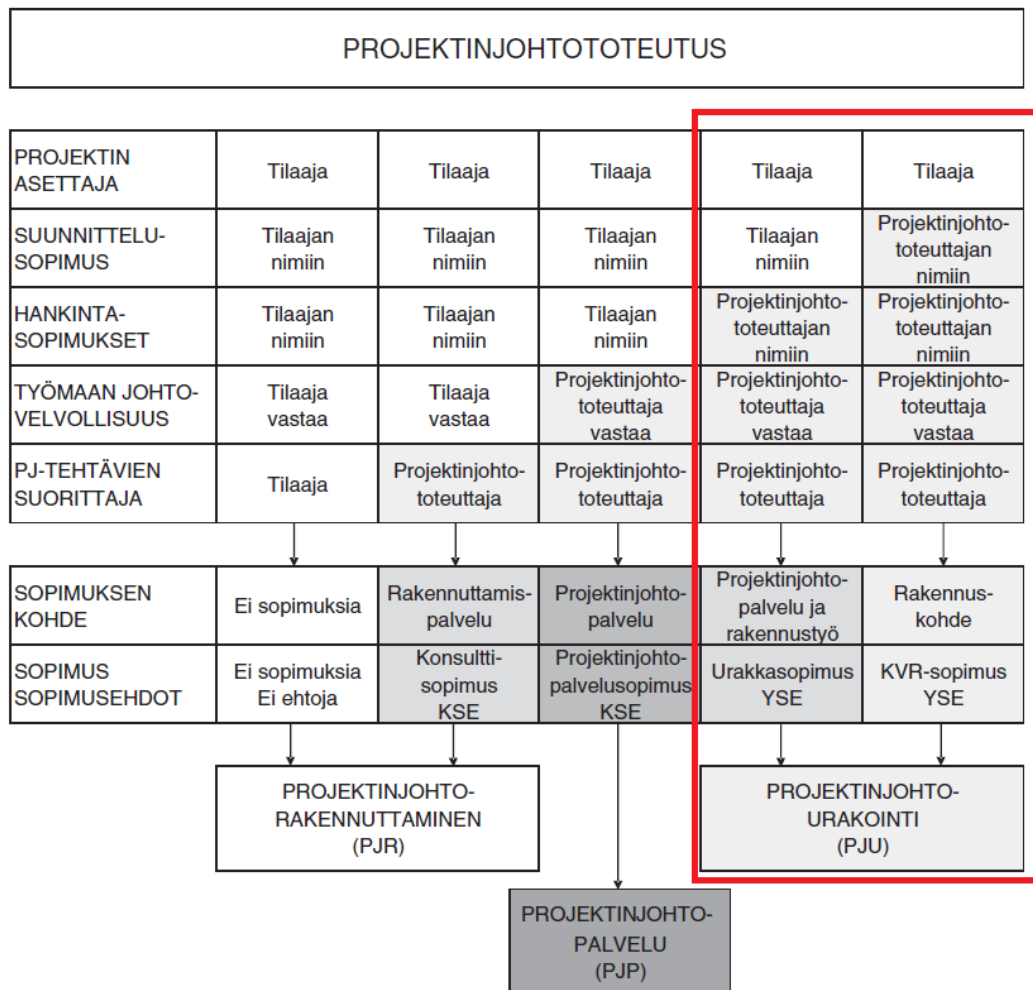 PROJEKTINJOHTOTOTEUTUS
PROJEKTIN
ASETTAJA
Tilaaja
Tilaaja
Tilaaja
Tilaaja
Tilaaja
SUUNNITTELU-
SOPIMUS
Tilaajan
nimiin
Tilaajan
nimiin
Tilaajan
nimiin
Tilaajan
nimiin
Projektinjohto-
toteuttajan
nimiin
HANKINTA-
SOPIMUKSET
Tilaajan
nimiin
Tilaajan
nimiin
Tilaajan
nimiin
Projektinjohto-
toteuttajan
nimiin
Projektinjohto-
toteuttajan
nimiin
TYÖMAAN JOHTO-
VELVOLLISUUS
Tilaaja
vastaa
Tilaaja
vastaa
Projektinjohto-
toteuttaja
vastaa
Projektinjohto-
toteuttaja
vastaa
Projektinjohto-
toteuttaja
vastaa
PJ-TEHTÄVIEN
SUORITTAJA
Tilaaja
Projektinjohto-
toteuttaja
Projektinjohto-
toteuttaja
Projektinjohto-
toteuttaja
Projektinjohto-
toteuttaja
SOPIMUKSEN
KOHDE
Ei sopimuksia
Rakennuttamis-
palvelu
Projektinjohto-
palvelu
Projektinjohto-
palvelu ja
rakennustyö
Rakennus-
kohde
SOPIMUS
SOPIMUSEHDOT
Ei sopimuksia
Ei ehtoja
Konsultti-
sopimus
KSE
Projektinjohto-
palvelusopimus
KSE
Urakkasopimus
YSE
KVR-sopimus
YSE
PROJEKTINJOHTO-
RAKENNUTTAMINEN
(PJR)
PROJEKTINJOHTO-
URAKOINTI
(PJU)
PROJEKTINJOHTO-
PALVELU
(PJP)